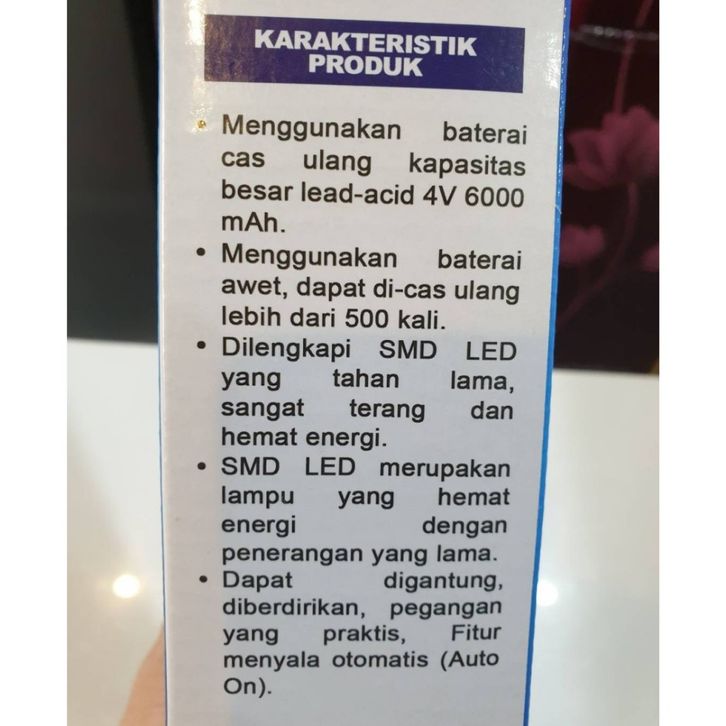 KARAKTERISTIK
PRODUK
• Menggunakan baterai
cas ulang kapasitas
besar lead-acid 4V 6000
mAh.
• Menggunakan baterai
awet, dapat di-cas ulang
lebih dari 500 kali.
• Dilengkapi SMD LED
yang tahan lama,
sangat terang dan
hemat energi.
• SMD LED merupakan
lampu yang hemat
energi dengan
penerangan yang lama.
• Dapat digantung,
diberdirikan, pegangan
yang praktis, Fitur
menyala otomatis (Auto
On).